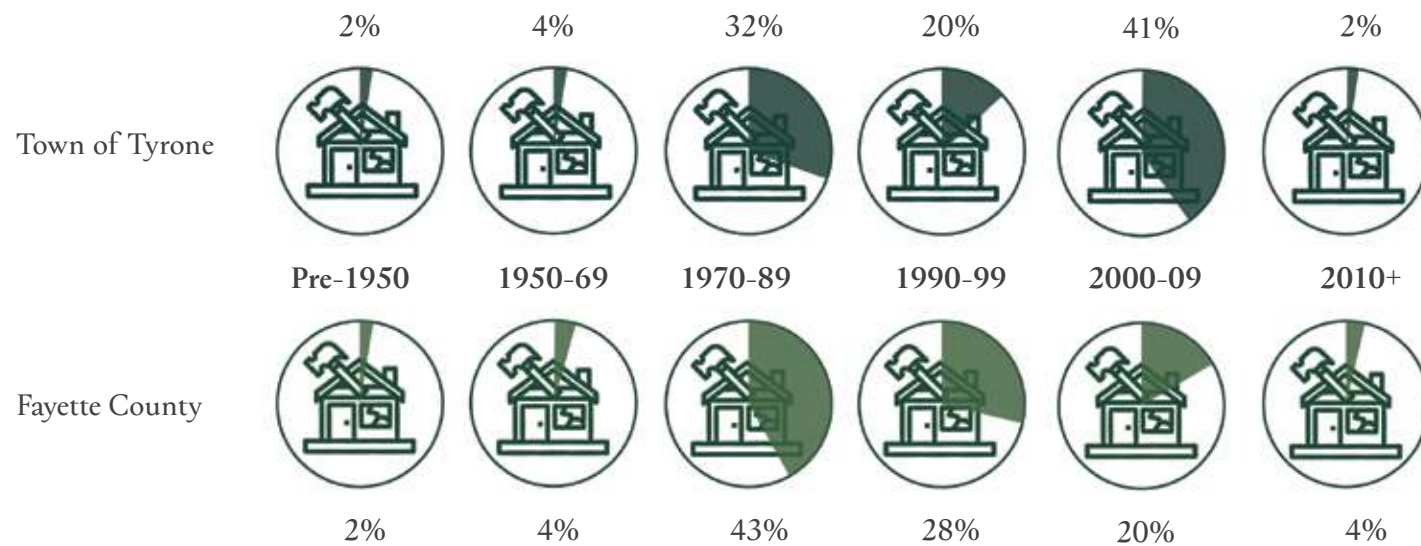 2% 4% 32% 20% 41% 2%
Town of Tyrone
Pre-1950 1950-69 1970-89 1990-99 2000-09 2010+
Fayette County
2% 4% 43% 28% 20% 4%